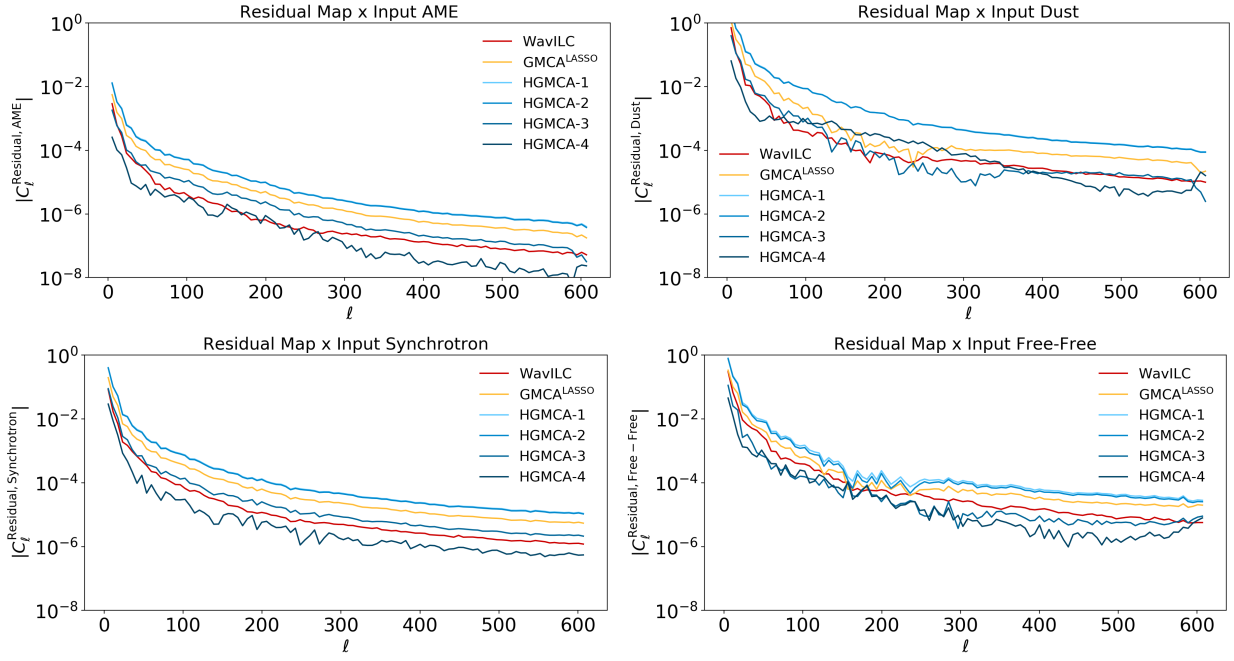 Residual Map x Input AME
|C_ℓ^Residual, AME|
10^0
10^−2
10^−4
10^−6
10^−8
WavILC
GMCA^LASSO
HGMCA-1
HGMCA-2
HGMCA-3
HGMCA-4
0 100 200 300 400 500 600
ℓ
Residual Map x Input Dust
|C_ℓ^Residual, Dust|
10^0
10^−2
10^−4
10^−6
10^−8
WavILC
GMCA^LASSO
HGMCA-1
HGMCA-2
HGMCA-3
HGMCA-4
0 100 200 300 400 500 600
ℓ
Residual Map x Input Synchrotron
|C_ℓ^Residual, Synchrotron|
10^0
10^−2
10^−4
10^−6
10^−8
WavILC
GMCA^LASSO
HGMCA-1
HGMCA-2
HGMCA-3
HGMCA-4
0 100 200 300 400 500 600
ℓ
Residual Map x Input Free-Free
|C_ℓ^Residual, Free − Free|
10^0
10^−2
10^−4
10^−6
10^−8
WavILC
GMCA^LASSO
HGMCA-1
HGMCA-2
HGMCA-3
HGMCA-4
0 100 200 300 400 500 600
ℓ